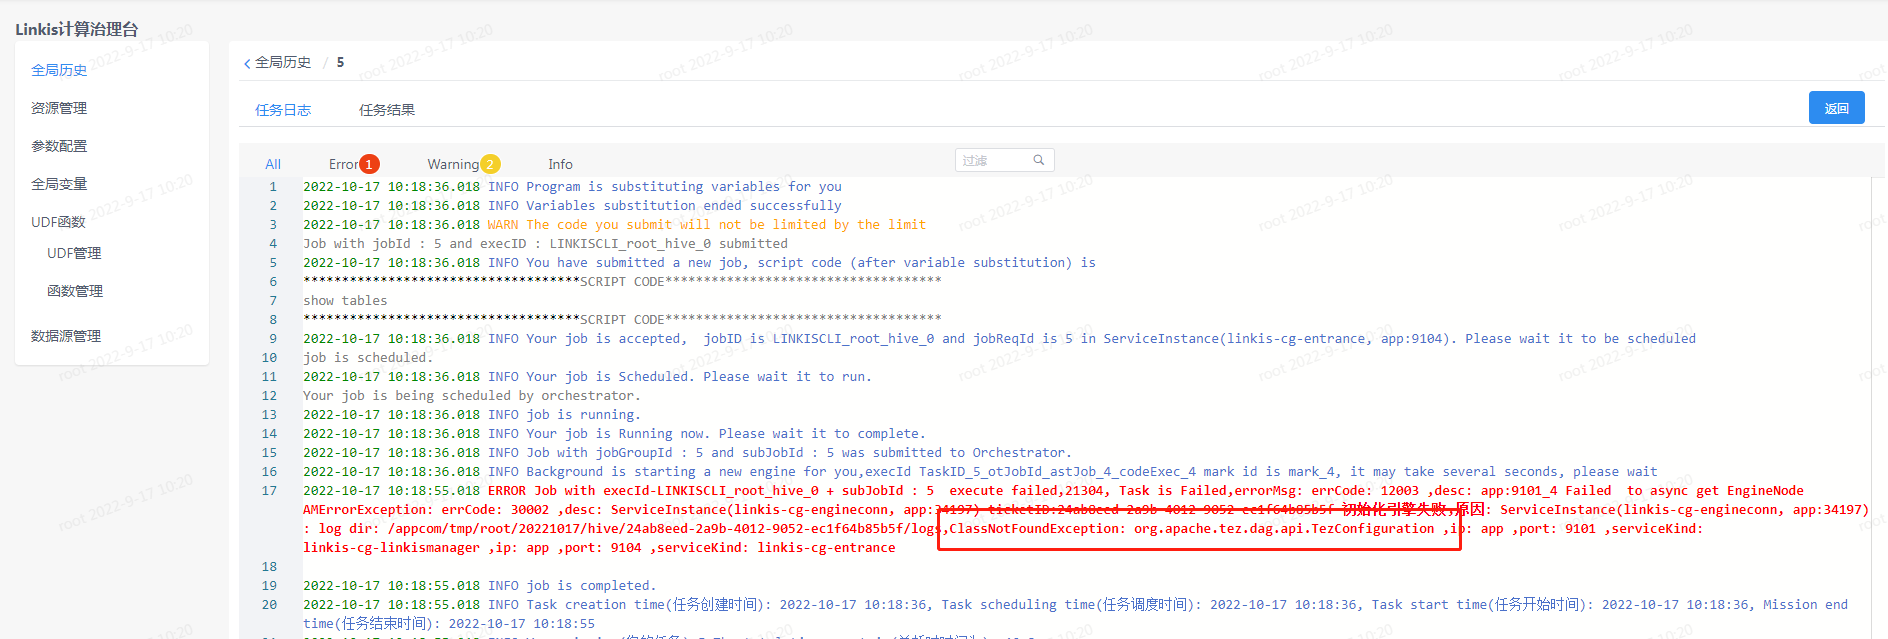 Linkis计算治理台
全局历史
资源管理
参数配置
全局变量
UDF函数
UDF管理
函数管理
数据源管理
全局历史 / 5
任务日志 任务结果
返回
All Error 1 Warning 2 Info
过滤
1 2022-10-17 10:18:36.018 INFO Program is substituting variables for you
2 2022-10-17 10:18:36.018 INFO Variables substitution ended successfully
3 2022-10-17 10:18:36.018 WARN The code you submit will not be limited by the limit
4 Job with jobId : 5 and execID : LINKISCLI_root_hive_0 submitted
5 2022-10-17 10:18:36.018 INFO You have submitted a new job, script code (after variable substitution) is
6 ************************************SCRIPT CODE************************************
7 show tables
8 ************************************SCRIPT CODE************************************
9 2022-10-17 10:18:36.018 INFO Your job is accepted,  jobID is LINKISCLI_root_hive_0 and jobReqId is 5 in ServiceInstance(linkis-cg-entrance, app:9104). Please wait it to be scheduled
10 job is scheduled.
11 2022-10-17 10:18:36.018 INFO Your job is Scheduled. Please wait it to run.
12 Your job is being scheduled by orchestrator.
13 2022-10-17 10:18:36.018 INFO job is running.
14 2022-10-17 10:18:36.018 INFO Your job is Running now. Please wait it to complete.
15 2022-10-17 10:18:36.018 INFO Job with jobGroupId : 5 and subJobId : 5 was submitted to Orchestrator.
16 2022-10-17 10:18:36.018 INFO Background is starting a new engine for you,execId TaskID_5_otJobId_astJob_4_codeExec_4 mark id is mark_4, it may take several seconds, please wait
17 2022-10-17 10:18:55.018 ERROR Job with execId-LINKISCLI_root_hive_0 + subJobId : 5  execute failed,21304, Task is Failed,errorMsg: errCode: 12003 ,desc: app:9101_4 Failed  to async get EngineNode
AMErrorException: errCode: 30002 ,desc: ServiceInstance(linkis-cg-engineconn, app:34197) ticketID:24ab8eed-2a9b-4012-9052-ec1f64b85b5f 初始化引擎失败,原因: ServiceInstance(linkis-cg-engineconn, app:34197)
: log dir: /appcom/tmp/root/20221017/hive/24ab8eed-2a9b-4012-9052-ec1f64b85b5f/logs,ClassNotFoundException: org.apache.tez.dag.api.TezConfiguration ,ip: app ,port: 9101 ,serviceKind:
linkis-cg-linkismanager ,ip: app ,port: 9104 ,serviceKind: linkis-cg-entrance
18
19 2022-10-17 10:18:55.018 INFO job is completed.
20 2022-10-17 10:18:55.018 INFO Task creation time(任务创建时间): 2022-10-17 10:18:36, Task scheduling time(任务调度时间): 2022-10-17 10:18:36, Task start time(任务开始时间): 2022-10-17 10:18:36, Mission end
time(任务结束时间): 2022-10-17 10:18:55
root 2022-9-17 10:20